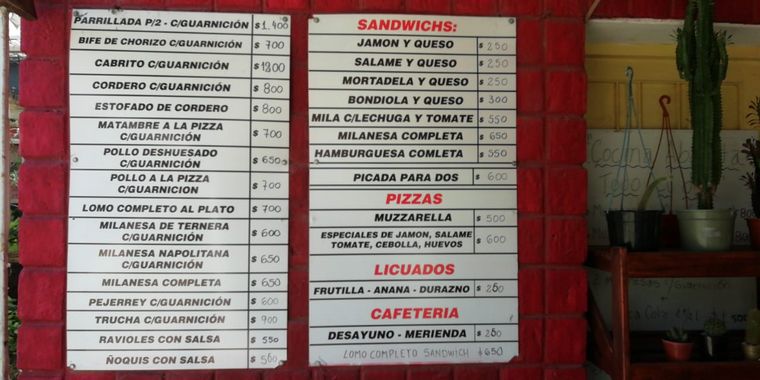 PARRILLADA P/2 - C/GUARNICIÓN $1.400
BIFE DE CHORIZO C/GUARNICIÓN $ 700
CABRITO C/GUARNICIÓN $1300
CORDERO C/GUARNICIÓN $ 800
ESTOFADO DE CORDERO $ 800
MATAMBRE A LA PIZZA
C/GUARNICIÓN $ 700
POLLO DESHUESADO
C/GUARNICIÓN $ 650
POLLO A LA PIZZA
C/GUARNICION $ 700
LOMO COMPLETO AL PLATO $ 700
MILANESA DE TERNERA
C/GUARNICIÓN $ 600
MILANESA NAPOLITANA
C/GUARNICIÓN $ 650
MILANESA COMPLETA $ 650
PEJERREY C/GUARNICIÓN $ 600
TRUCHA C/GUARNICIÓN $ 900
RAVIOLES CON SALSA $ 550
ÑOQUIS CON SALSA $ 500
SANDWICHS:
JAMON Y QUESO $ 250
SALAME Y QUESO $ 250
MORTADELA Y QUESO $ 250
BONDIOLA Y QUESO $ 300
MILA C/LECHUGA Y TOMATE $ 550
MILANESA COMPLETA $ 650
HAMBURGUESA COMLETA $ 550
PICADA PARA DOS $ 600
PIZZAS
MUZZARELLA $ 500
ESPECIALES DE JAMON, SALAME
TOMATE, CEBOLLA, HUEVOS $ 600
LICUADOS
FRUTILLA - ANANA - DURAZNO $ 250
CAFETERIA
DESAYUNO - MERIENDA $ 250
LOMO COMPLETO SANDWICH $650
"Cocina
Todo
500